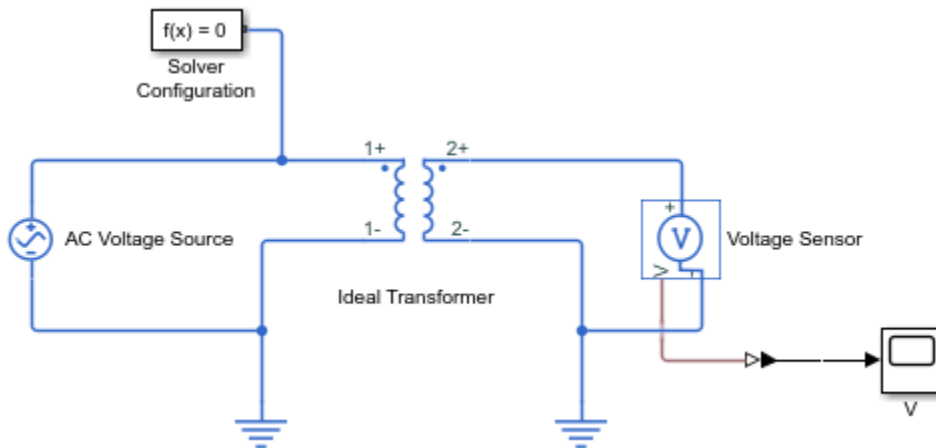 f(x) = 0
Solver
Configuration
1+
2+
AC Voltage Source
1-
2-
+
V
V
-
Voltage Sensor
Ideal Transformer
V